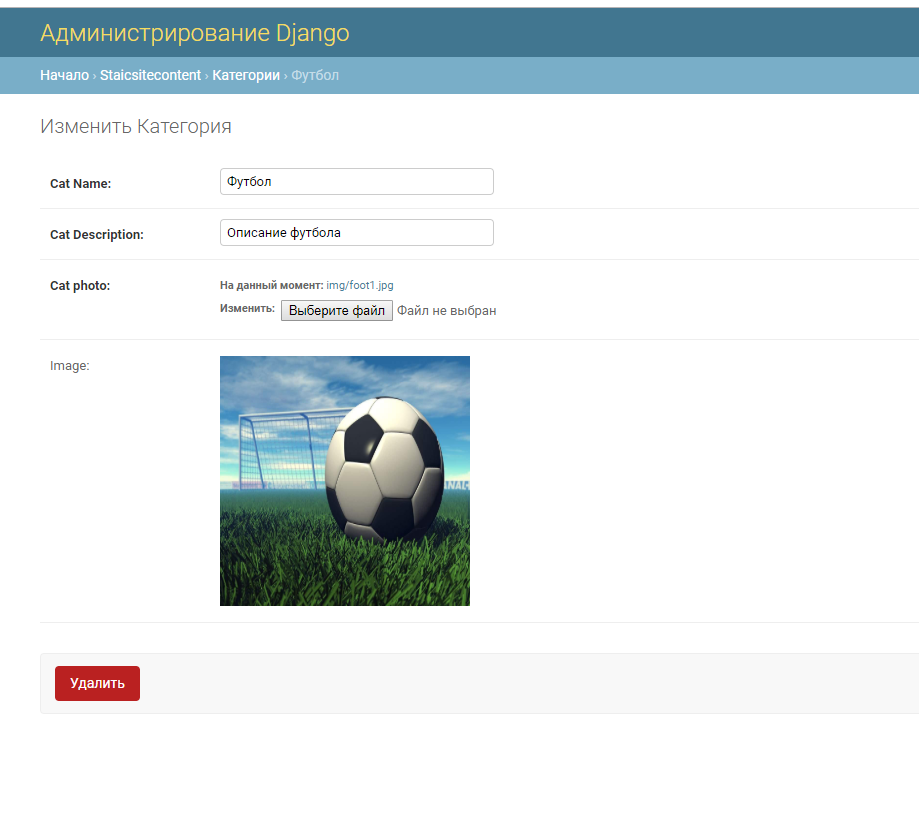 Администрирование Django
Начало › Staicsitecontent › Категории › Футбол
Изменить Категория
Cat Name: Футбол
Cat Description: Описание футбола
Cat photo: На данный момент: img/foot1.jpg
Изменить: Выберите файл Файл не выбран
Image:
Удалить